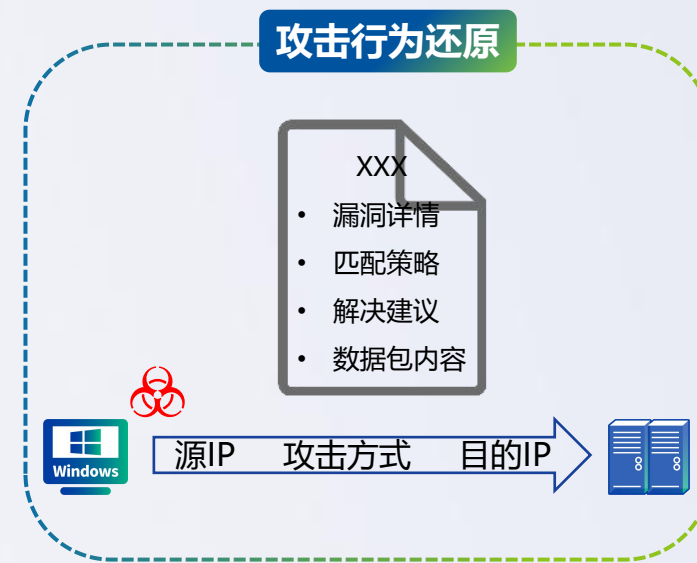 攻击行为还原
XXX
• 漏洞详情
• 匹配策略
• 解决建议
• 数据包内容
Windows
源IP 攻击方式 目的IP